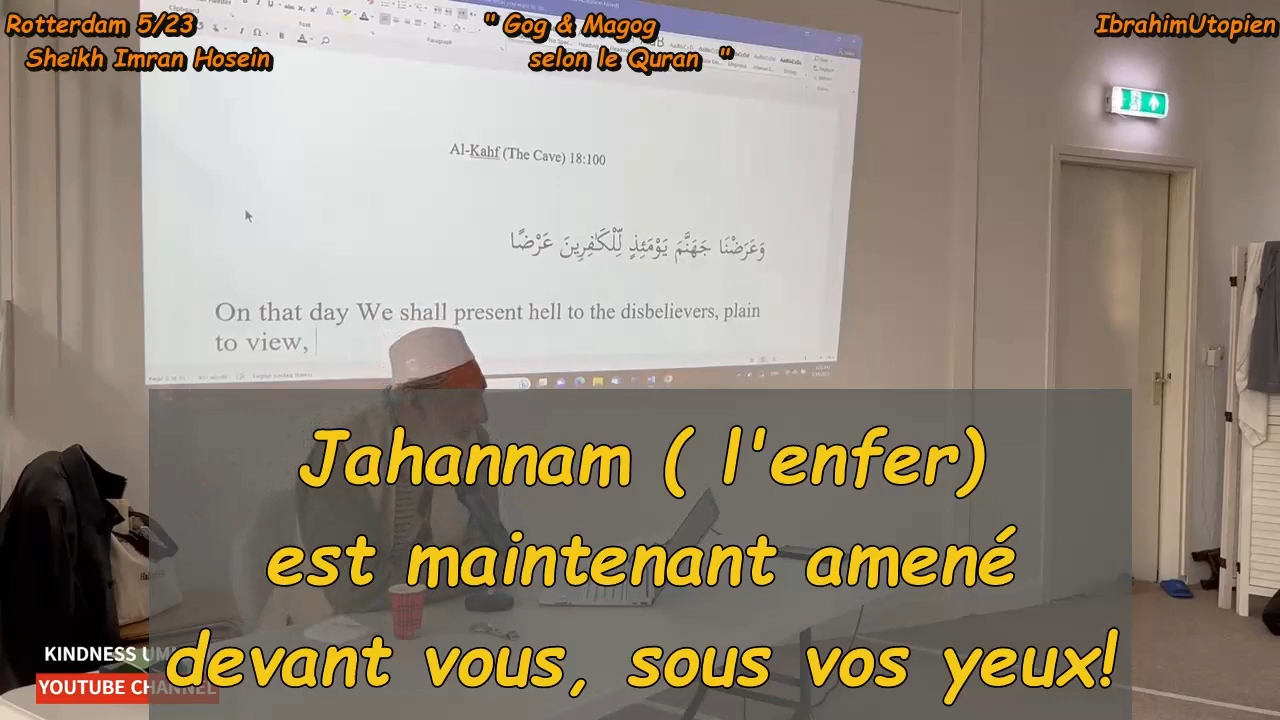 Rotterdam 5/23
Sheikh Imran Hosein
" Gog & Magog
selon le Quran "
IbrahimUtopien
Al-Kahf (The Cave) 18:100
وَعَرَضْنَا جَهَنَّمَ يَوْمَئِذٍ لِّلْكَٰفِرِينَ عَرْضًا
On that day We shall present hell to the disbelievers, plain
to view,
Jahannam ( l'enfer)
est maintenant amené
devant vous, sous vos yeux!
KINDNESS
YOUTUBE CHANNEL